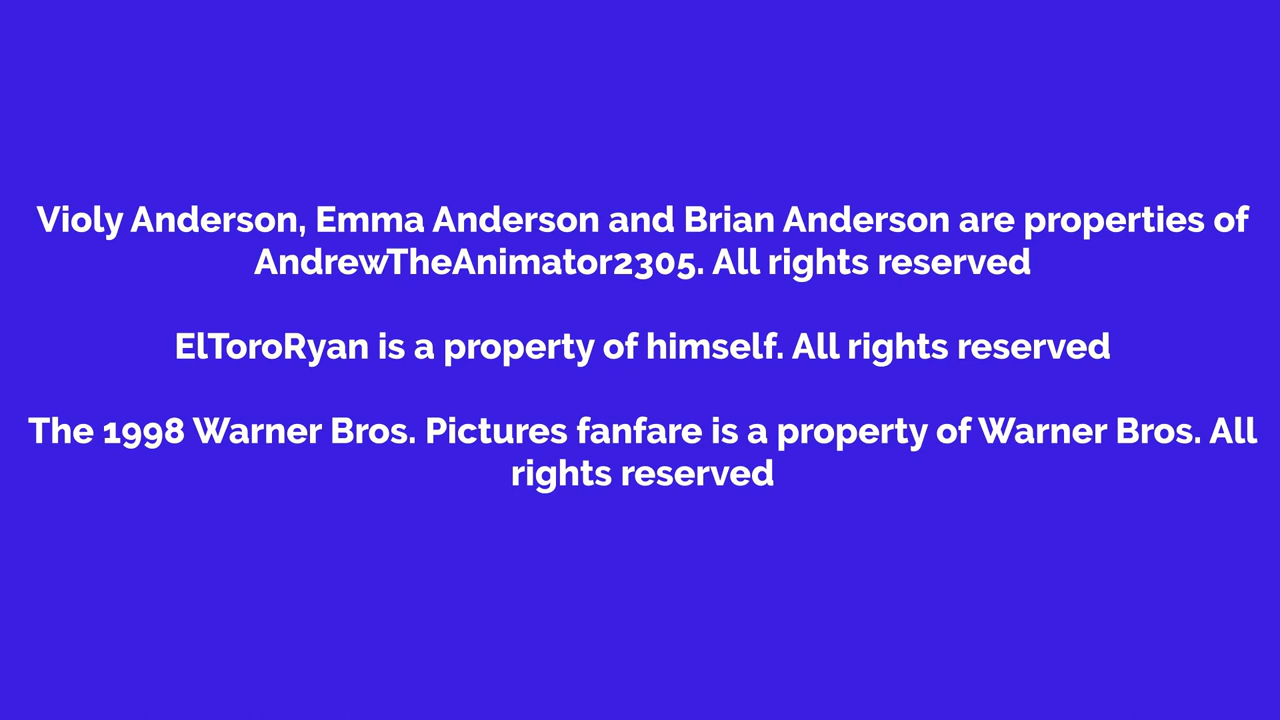 Violy Anderson, Emma Anderson and Brian Anderson are properties of
AndrewTheAnimator2305. All rights reserved
ElToroRyan is a property of himself. All rights reserved
The 1998 Warner Bros. Pictures fanfare is a property of Warner Bros. All
rights reserved